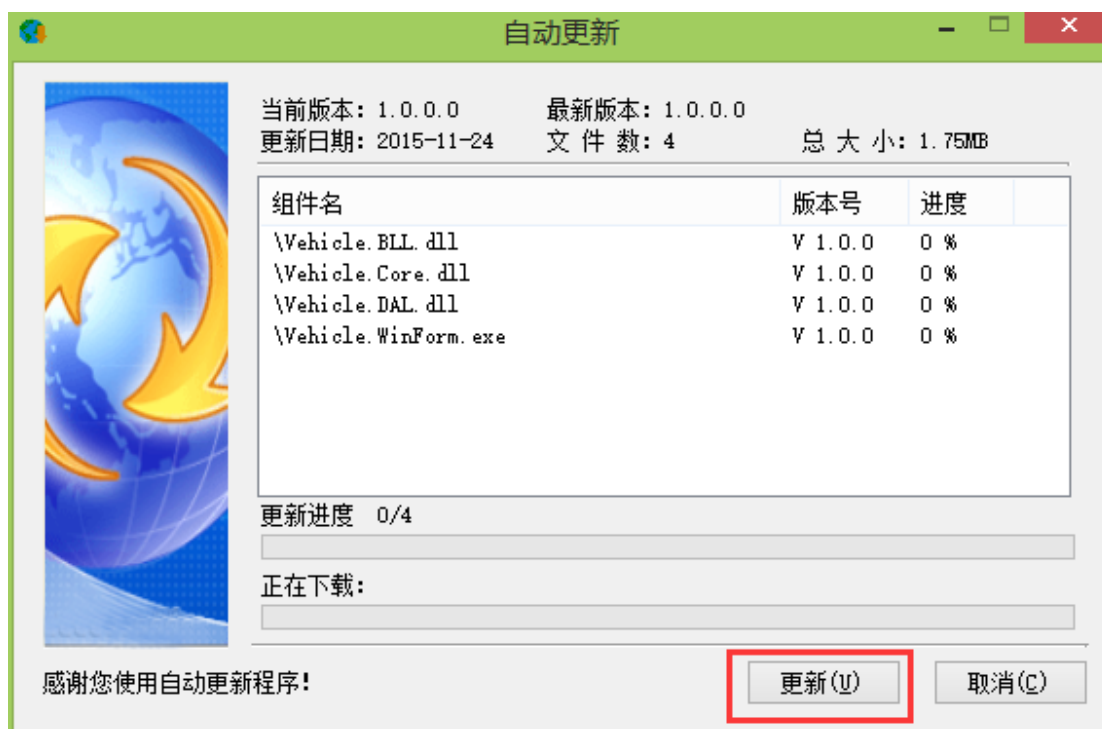 自动更新
当前版本: 1.0.0.0 最新版本: 1.0.0.0
更新日期: 2015-11-24 文 件 数: 4 总 大 小: 1.75MB
组件名 版本号 进度
\Vehicle.BLL.dll V 1.0.0 0 %
\Vehicle.Core.dll V 1.0.0 0 %
\Vehicle.DAL.dll V 1.0.0 0 %
\Vehicle.WinForm.exe V 1.0.0 0 %
更新进度 0/4
正在下载:
感谢您使用自动更新程序! 更新(U) 取消(C)